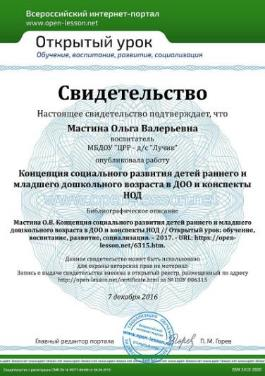 Всероссийский интернет-портал
www.open-lesson.net
Открытый урок
Обучение, воспитание, развитие, социализация
Свидетельство
Настоящее свидетельство подтверждает, что
Мастина Ольга Валерьевна
воспитатель
МБДОУ "ЦРР - д/с "Лучик"
опубликовала работу
Концепция социального развития детей раннего и
младшего дошкольного возраста в ДОО и конспекты
НОД
Библиографическое описание
Мастина О.В. Концепция социального развития детей раннего и младшего
дошкольного возраста в ДОО и конспекты НОД // Открытый урок: обучение,
воспитание, развитие, социализация. - 2017. - URL: https://open-
lesson.net/6315.htm.
Данное свидетельство может быть использовано
для охраны авторских прав на материал
Запись о выдаче свидетельства внесена в открытый реестр, размещенный по адресу
http://open-lesson.net/certificate.html за №
006315
7 декабря 2016
Главный редактор портала
П. М. Горев